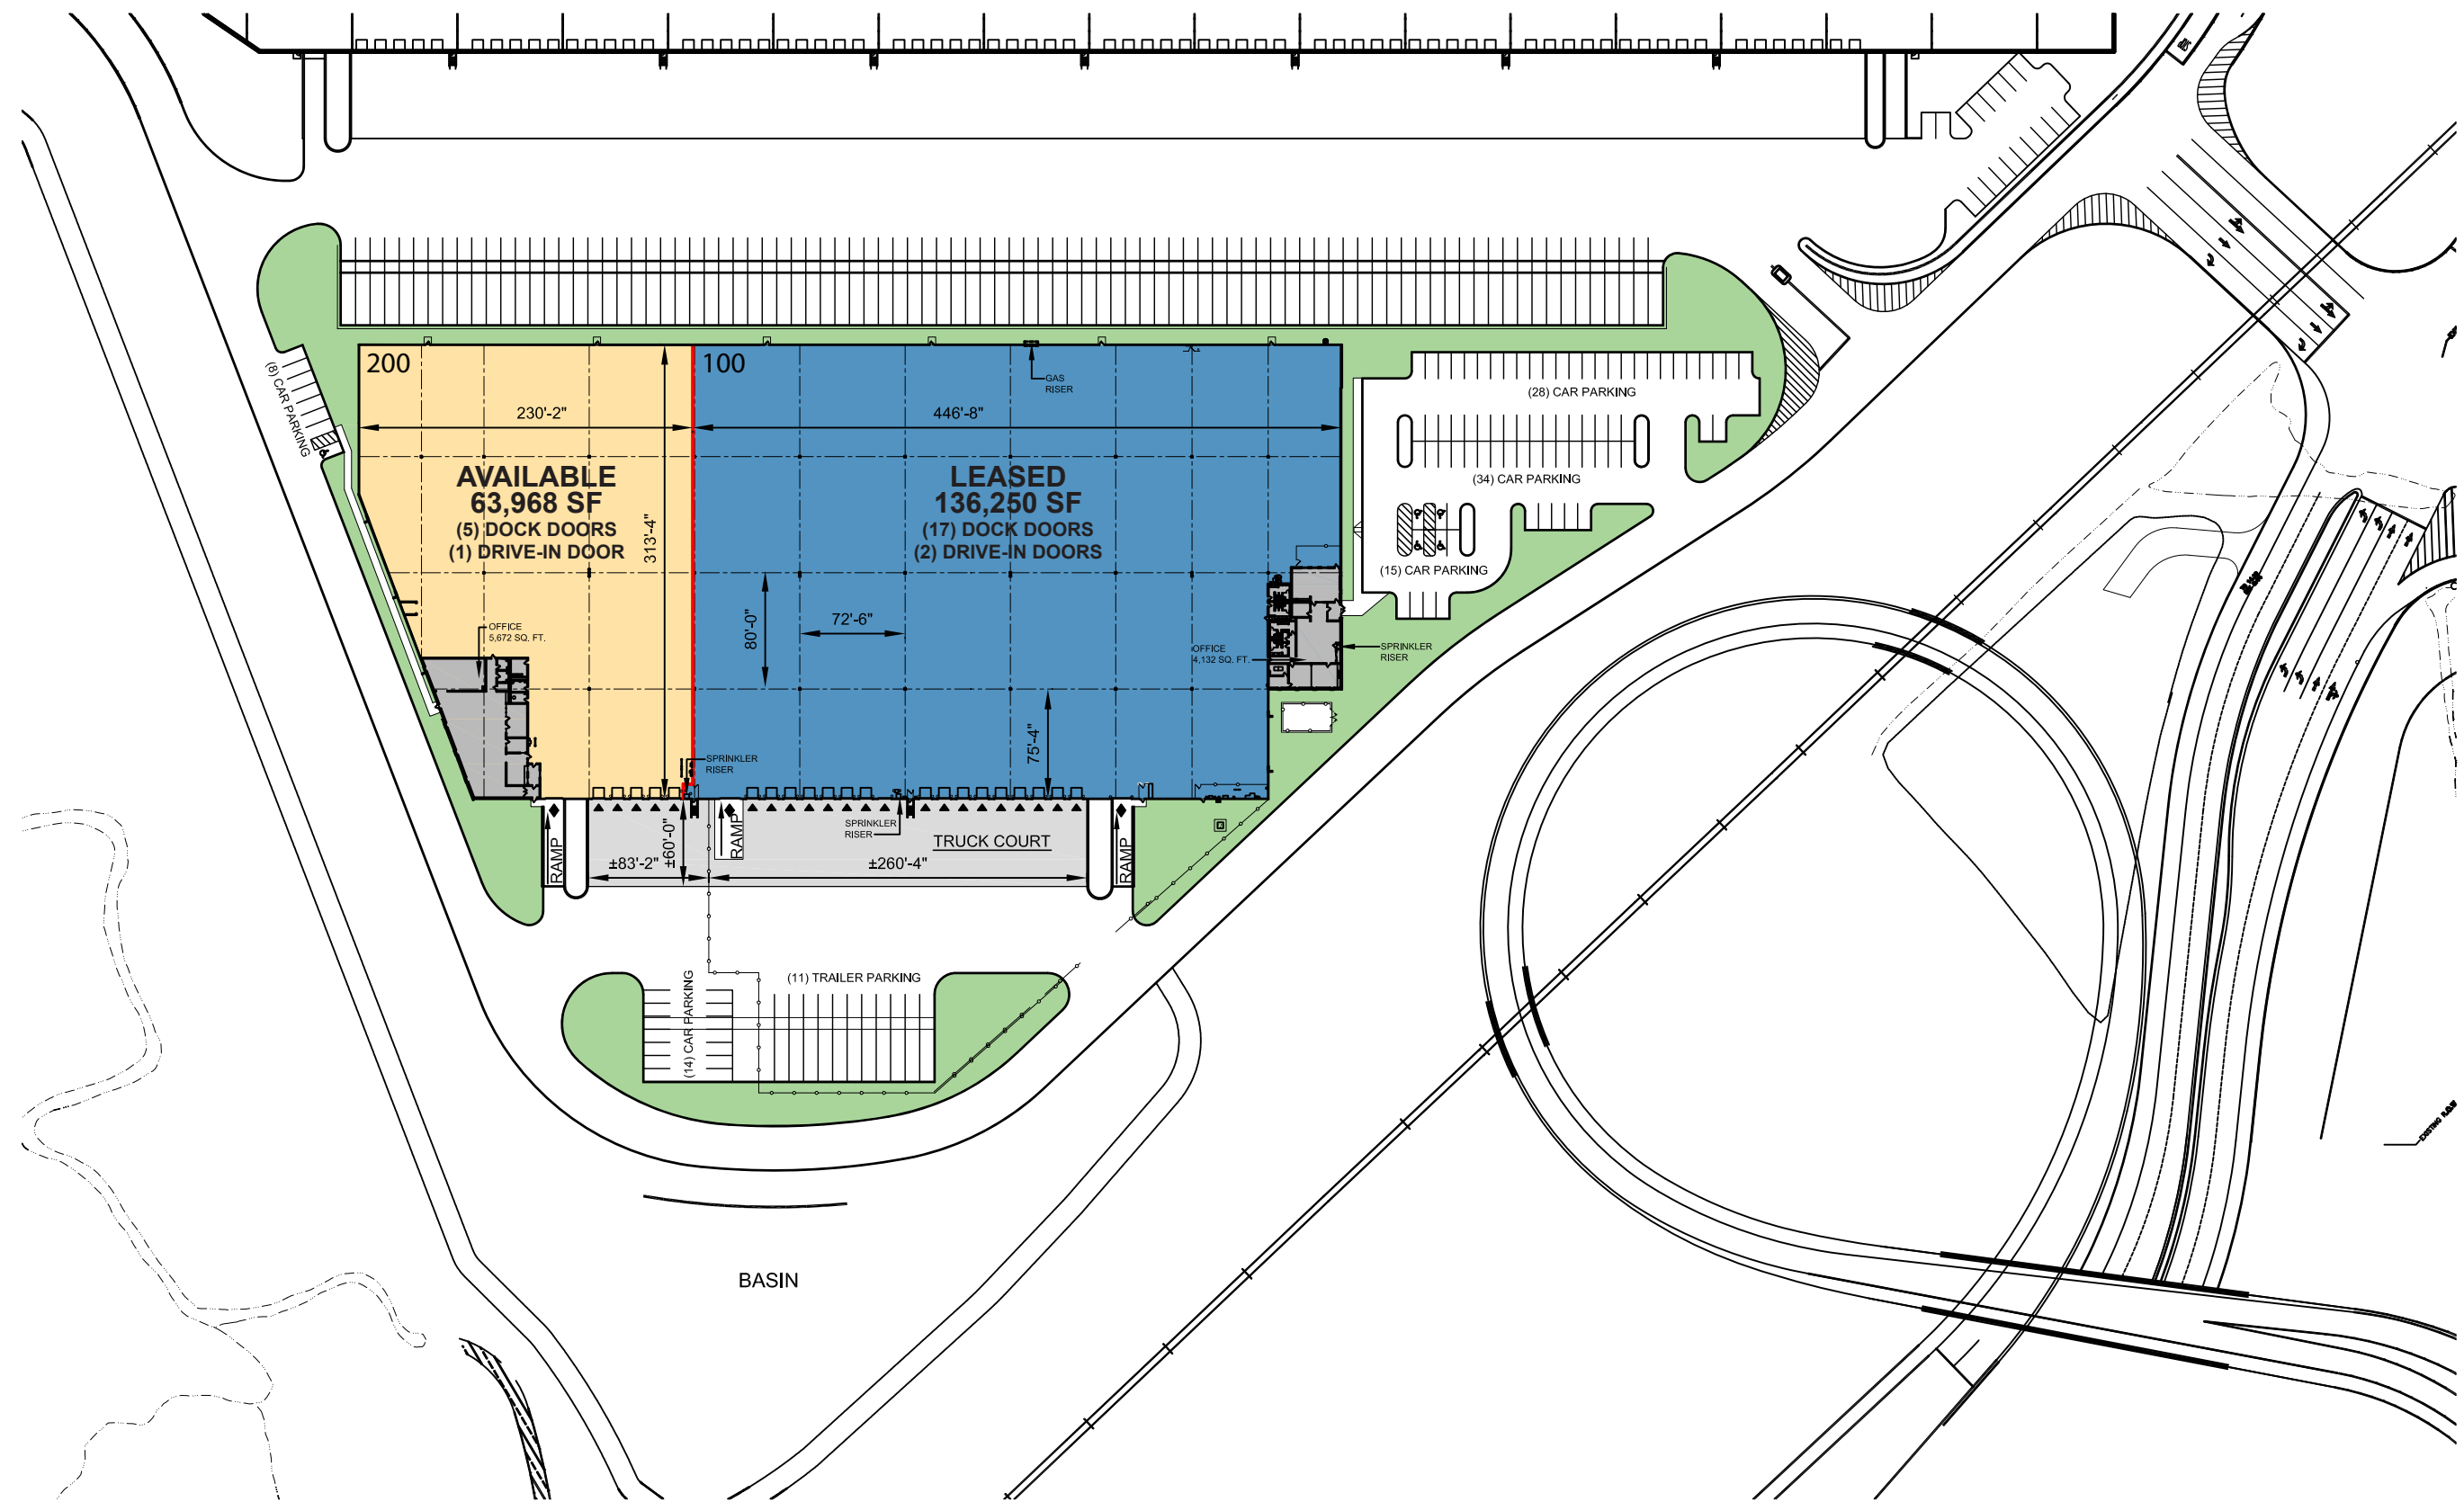 200
100
GAS
RISER
230'-2"
446'-8"
(8) CAR PARKING
(28) CAR PARKING
AVAILABLE
63,968 SF
(5) DOCK DOORS
(1) DRIVE-IN DOOR
313'-4"
LEASED
136,250 SF
(17) DOCK DOORS
(2) DRIVE-IN DOORS
(34) CAR PARKING
(15) CAR PARKING
80'-0"
72'-6"
OFFICE
5,672 SQ. FT.
OFFICE
4,132 SQ. FT.
SPRINKLER
RISER
75'-4"
SPRINKLER
RISER
SPRINKLER
RISER
RAMP
RAMP
RAMP
TRUCK COURT
±83'-2"
±60'-0"
±260'-4"
(14) CAR PARKING
(11) TRAILER PARKING
BASIN